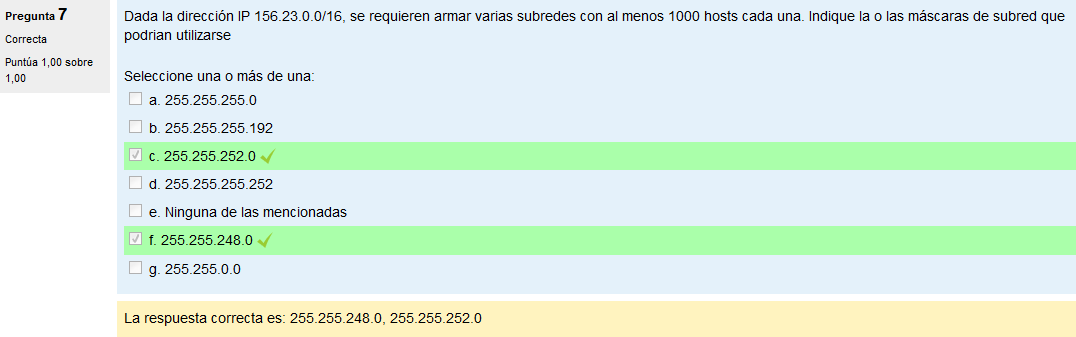 Pregunta 7
Correcta
Puntúa 1,00 sobre
1,00
Dada la dirección IP 156.23.0.0/16, se requieren armar varias subredes con al menos 1000 hosts cada una. Indique la o las máscaras de subred que
podrian utilizarse
Seleccione una o más de una:
a. 255.255.255.0
b. 255.255.255.192
c. 255.255.252.0
d. 255.255.255.252
e. Ninguna de las mencionadas
f. 255.255.248.0
g. 255.255.0.0
La respuesta correcta es: 255.255.248.0, 255.255.252.0